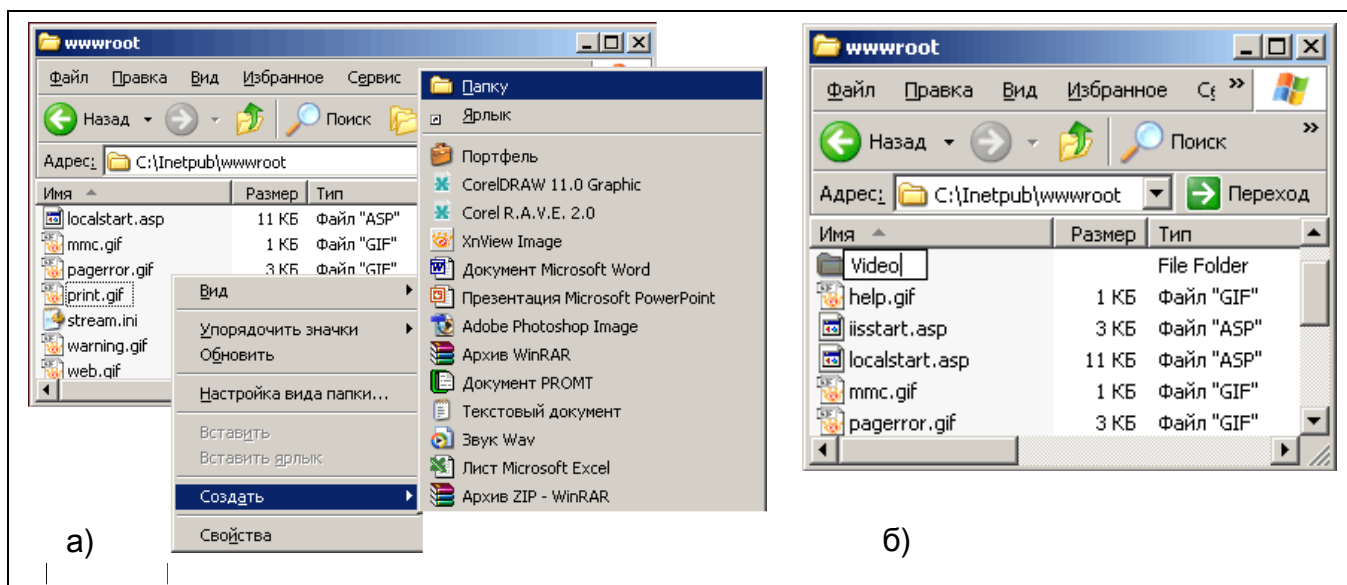 wwwroot
Файл Правка Вид Избранное Сервис
Назад Поиск
Адрес: C:\Inetpub\wwwroot
Имя Размер Тип
localstart.asp 11 КБ Файл "ASP"
mmc.gif 1 КБ Файл "GIF"
pagerror.gif 3 КБ Файл "GIF"
print.gif
stream.ini
warning.gif
web.gif
Вид
Упорядочить значки
Обновить
Настройка вида папки...
Вставить
Вставить ярлык
Создать
Свойства
Папку
Ярлык
Портфель
CorelDRAW 11.0 Graphic
Corel R.A.V.E. 2.0
XnView Image
Документ Microsoft Word
Презентация Microsoft PowerPoint
Adobe Photoshop Image
Архив WinRAR
Документ PROMT
Текстовый документ
Звук Wav
Лист Microsoft Excel
Архив ZIP - WinRAR
а)
wwwroot
Файл Правка Вид Избранное
Назад Поиск
Адрес: C:\Inetpub\wwwroot Переход
Имя Размер Тип
Video File Folder
help.gif 1 КБ Файл "GIF"
iisstart.asp 3 КБ Файл "ASP"
localstart.asp 11 КБ Файл "ASP"
mmc.gif 1 КБ Файл "GIF"
pagerror.gif 3 КБ Файл "GIF"
б)